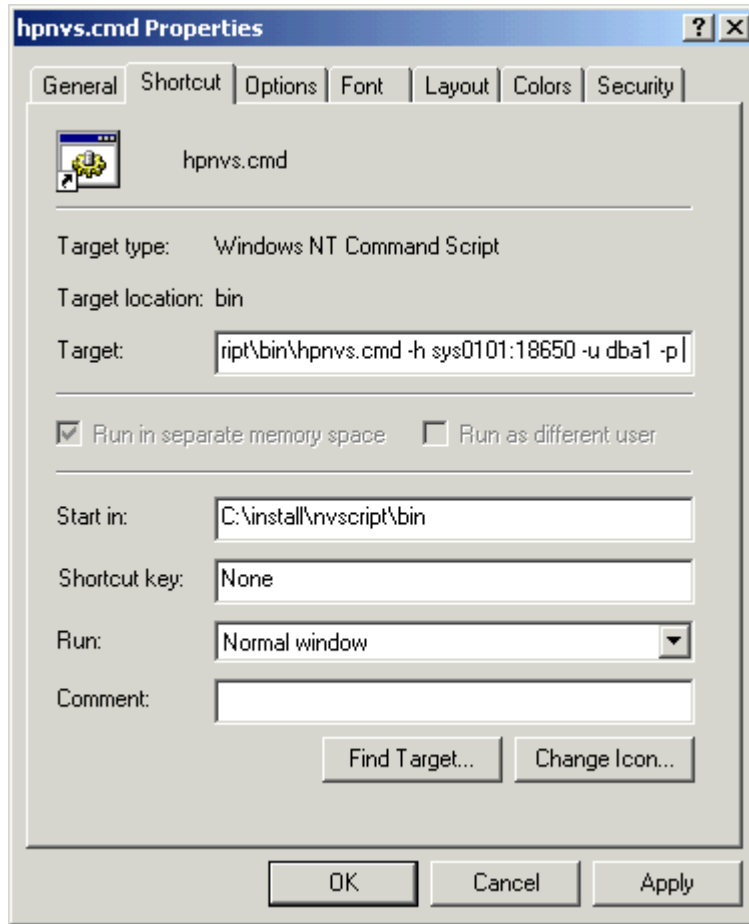 hpnvs.cmd Properties
General Shortcut Options Font Layout Colors Security
hpnvs.cmd
Target type: Windows NT Command Script
Target location: bin
Target: ript\bin\hpnvs.cmd -h sys0101:18650 -u dba1 -p
Run in separate memory space Run as different user
Start in: C:\install\nvscript\bin
Shortcut key: None
Run: Normal window
Comment:
Find Target... Change Icon...
OK Cancel Apply